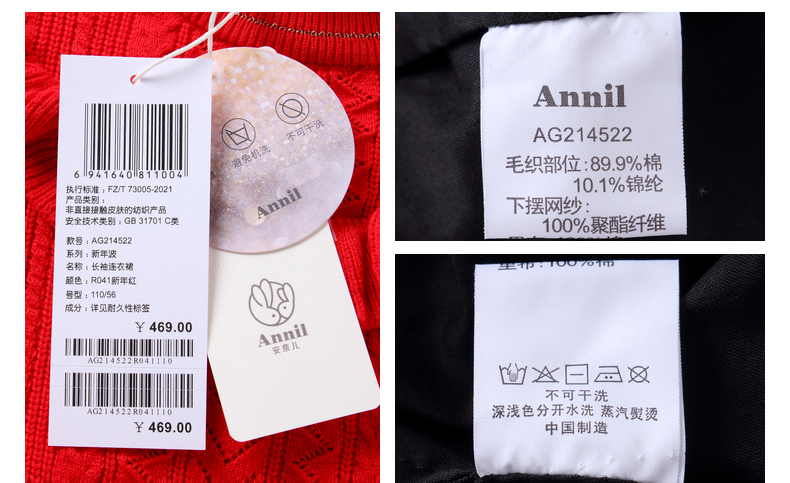 6 941640 811004
执行标准：FZ/T 73005-2021
产品类别：
非直接接触皮肤的纺织产品
安全技术类别：GB 31701 C类
款号：AG214522
系列：新年波
名称：长袖连衣裙
颜色：R041新年红
号型：110/56
成分：详见耐久性标签
￥ 469.00
AG214522R041110
AG214522R041110
￥ 469.00
避免机洗
不可干洗
Annil
Annil
安奈儿
Annil
AG214522
毛织部位：89.9%棉
10.1%锦纶
下摆网纱：
100%聚酯纤维
里布：100%棉
不可干洗
深浅色分开水洗 蒸汽熨烫
中国制造